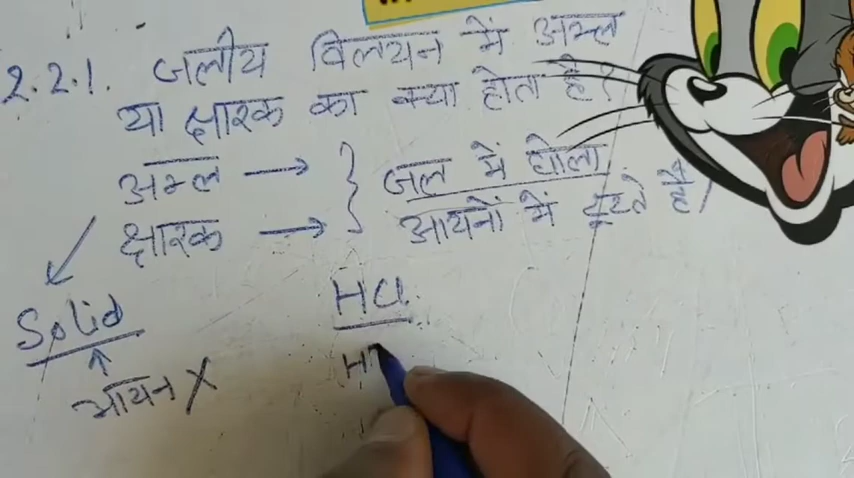 2.2.1. जलीय विलयन में अम्ल
या क्षारक का क्या होता है?
अम्ल → } जल में घोला
क्षारक → आयनों में टूटते है/
Solid
HCl.
आयन X
H